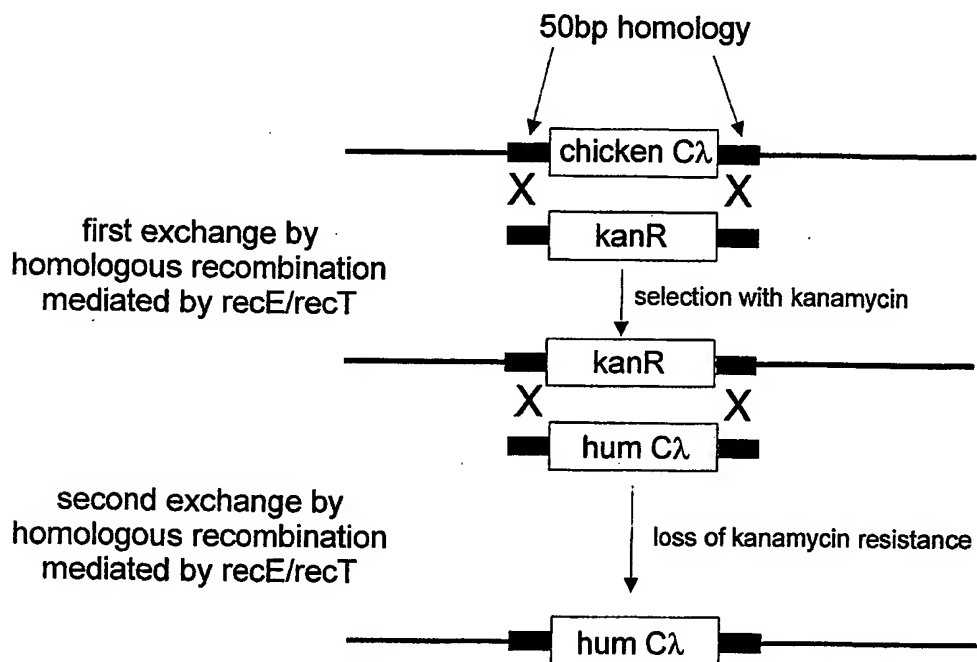 50bp homology
chicken Cλ
X X
first exchange by
homologous recombination
mediated by recE/recT
kanR
selection with kanamycin
kanR
X X
hum Cλ
second exchange by
homologous recombination
mediated by recE/recT
loss of kanamycin resistance
hum Cλ